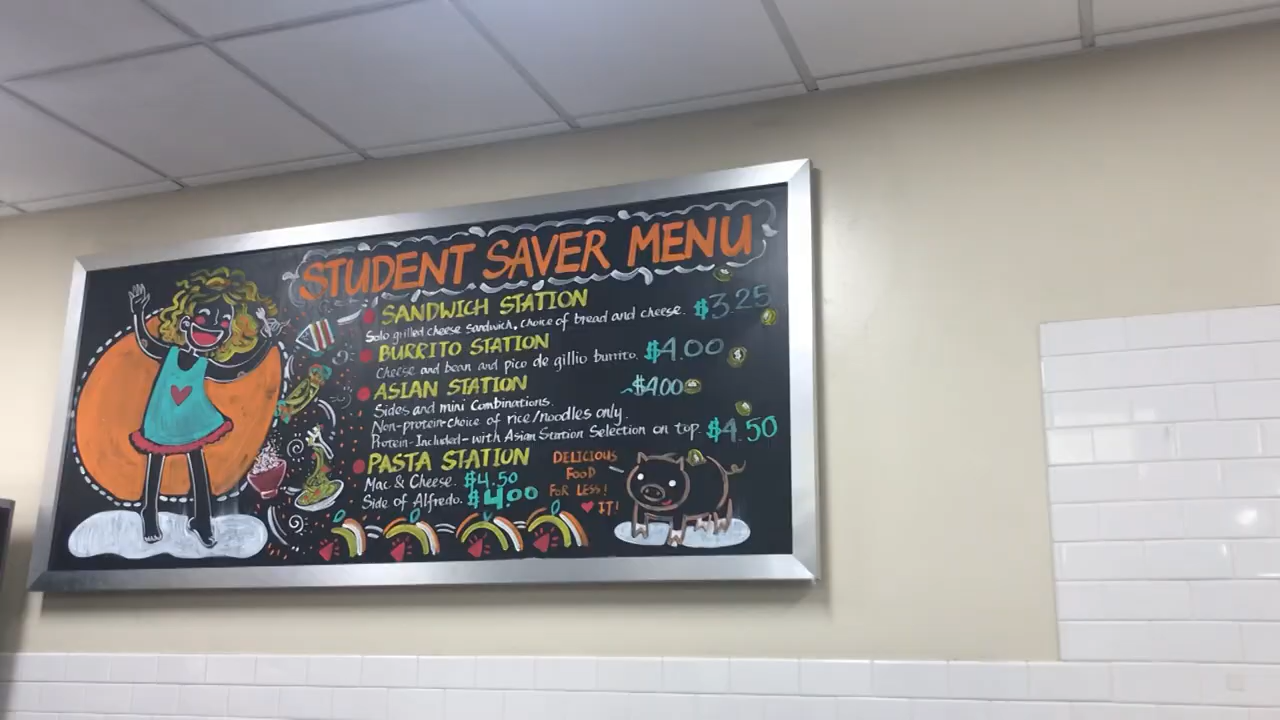 STUDENT SAVER MENU
SANDWICH STATION
Solo grilled cheese sandwich, choice of bread and cheese. $3.25
BURRITO STATION
Cheese and bean and pico de gillio burrito. $4.00
ASIAN STATION ~$4.00
Sides and mini Combinations.
Non-protein-choice of rice/noodles only.
Protein-Included-with Asian Station Selection on top. $4.50
PASTA STATION
Mac & Cheese. $4.50
Side of Alfredo. $4.00
DELICIOUS
FOOD
FOR LESS!
♥ IT!